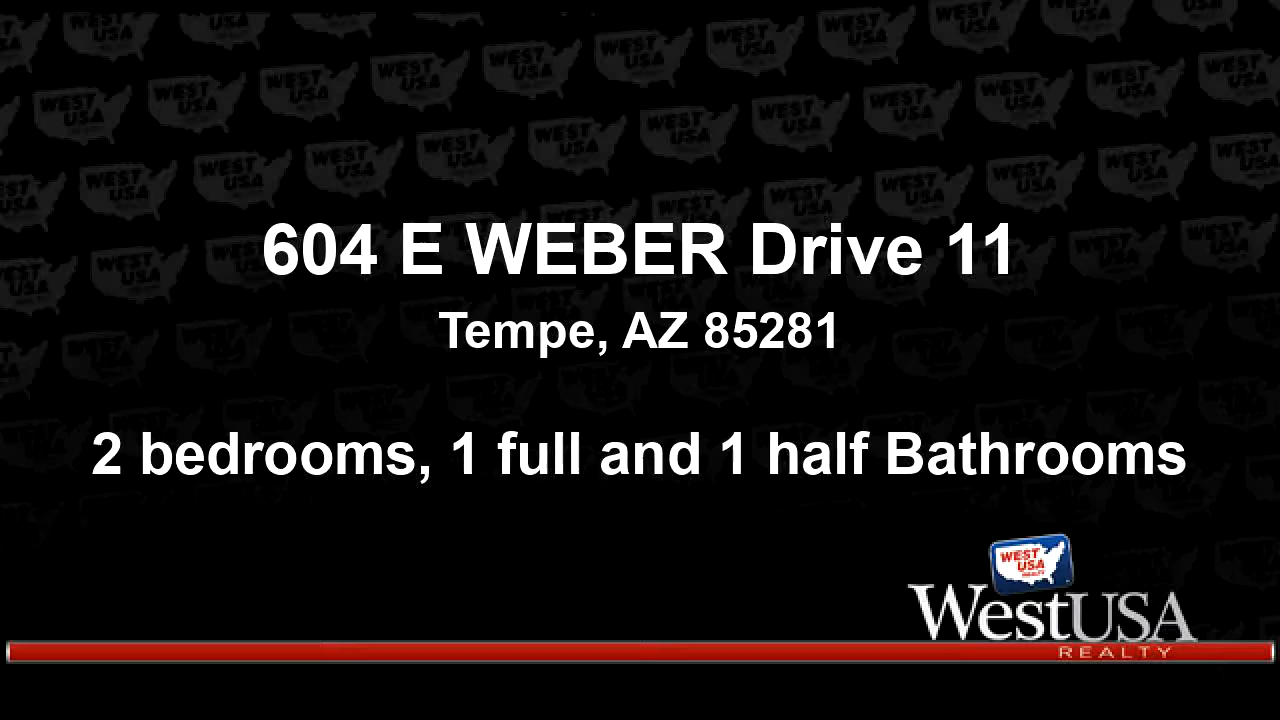 604 E WEBER Drive 11
Tempe, AZ 85281
2 bedrooms, 1 full and 1 half Bathrooms
WEST
USA
REALTY
WestUSA
REALTY